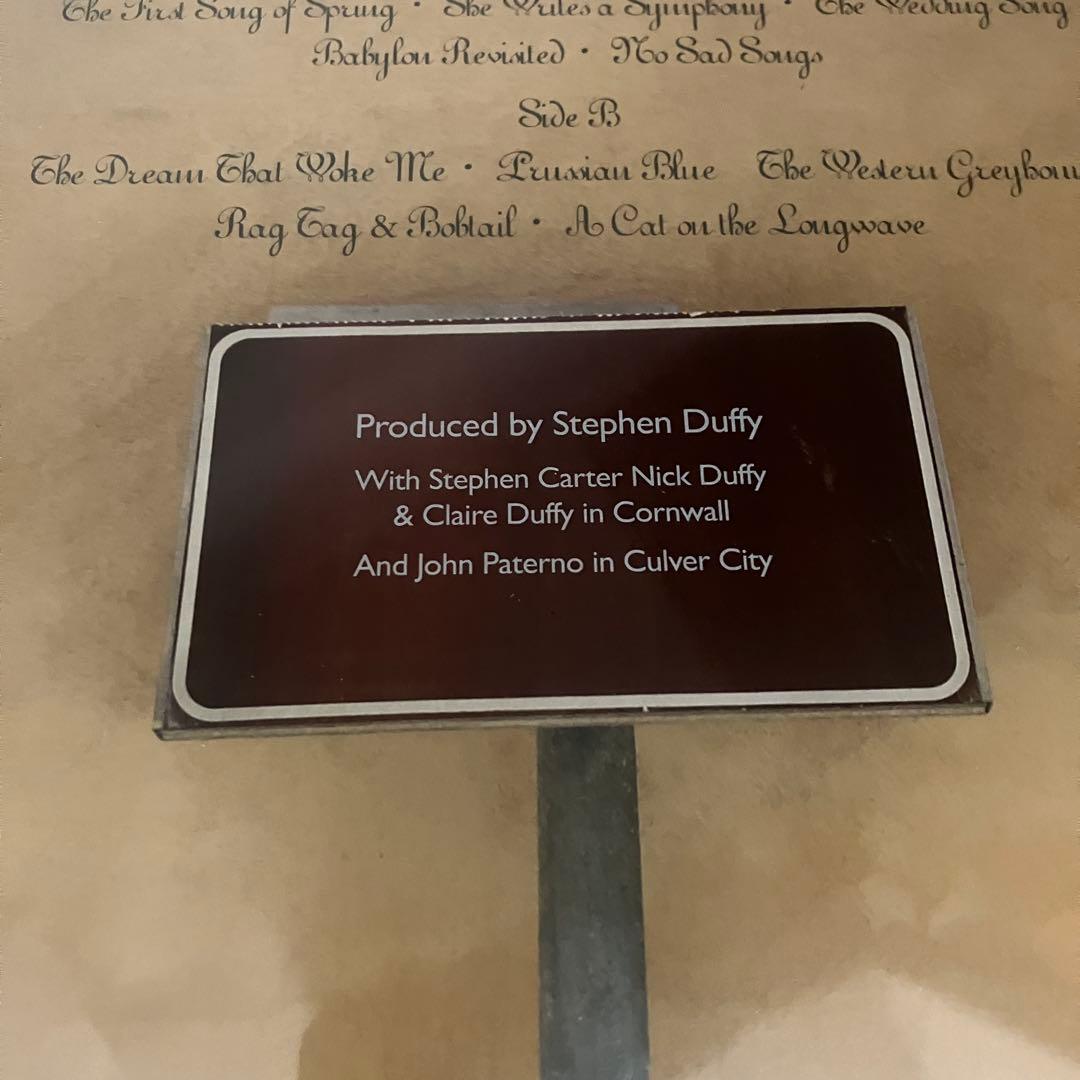 The First Song of Spring · She Writes a Symphony · The Wedding Song
Babylon Revisited · No Sad Songs
Side B
The Dream That Woke Me · Prussian Blue The Western Greyhoun
Rag Tag & Bobtail · A Cat on the Longwave
Produced by Stephen Duffy
With Stephen Carter Nick Duffy
& Claire Duffy in Cornwall
And John Paterno in Culver City